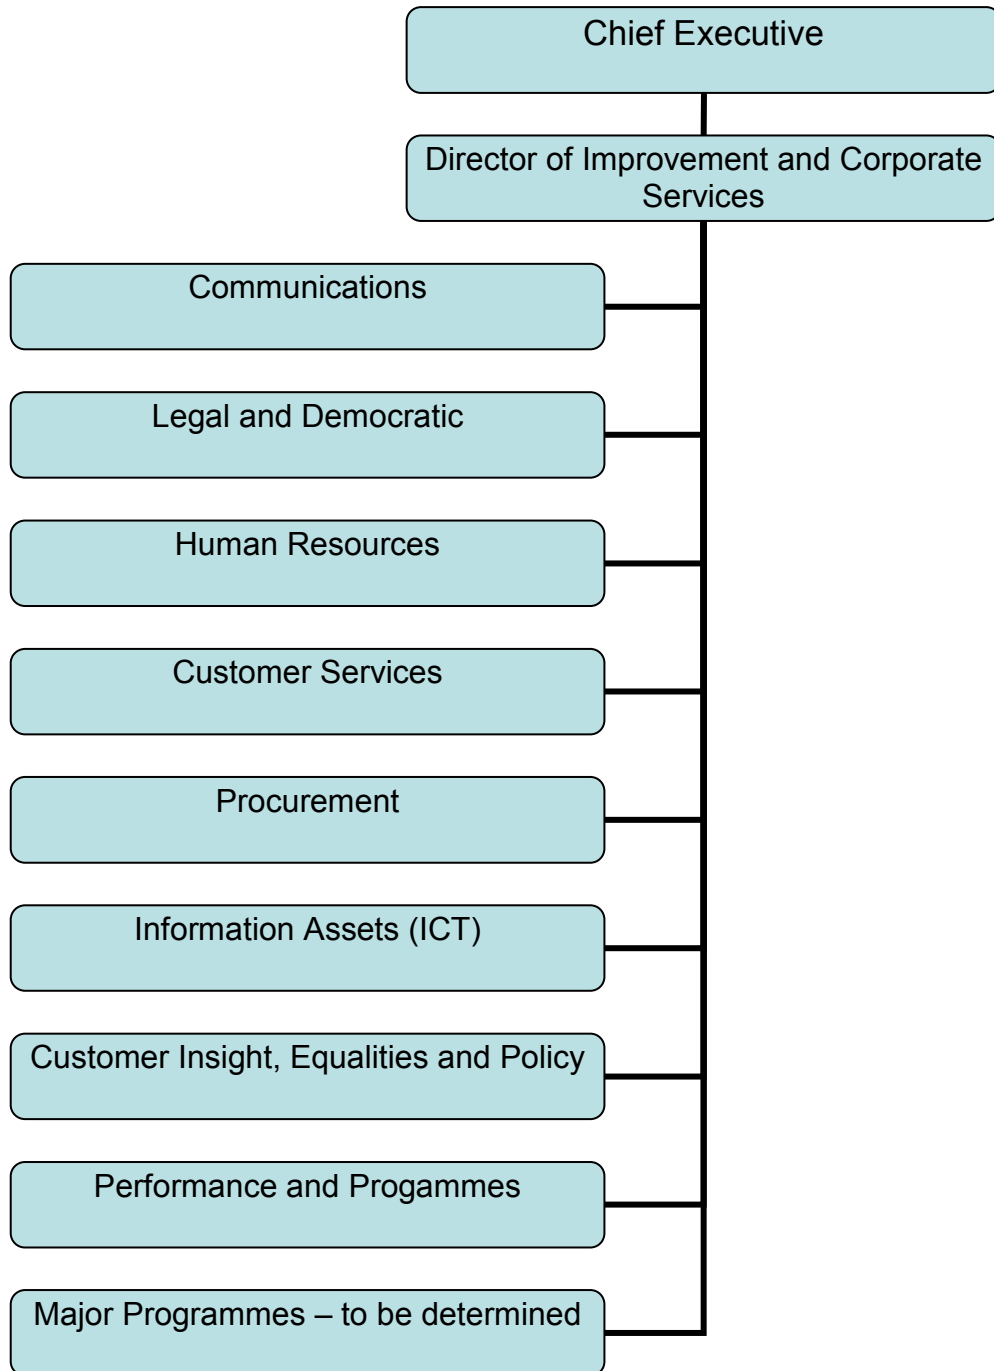 Chief Executive
Director of Improvement and Corporate
Services
Communications
Legal and Democratic
Human Resources
Customer Services
Procurement
Information Assets (ICT)
Customer Insight, Equalities and Policy
Performance and Progammes
Major Programmes – to be determined